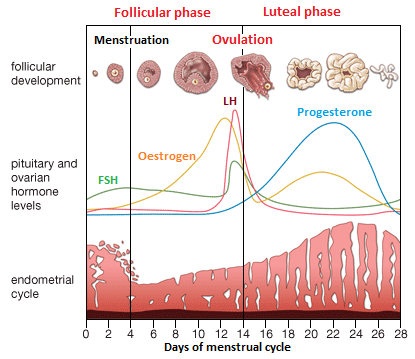 Follicular phase
Luteal phase
Menstruation
Ovulation
follicular
development
LH
Progesterone
Oestrogen
FSH
pituitary and
ovarian
hormone
levels
endometrial
cycle
0 2 4 6 8 10 12 14 16 18 20 22 24 26 28
Days of menstrual cycle